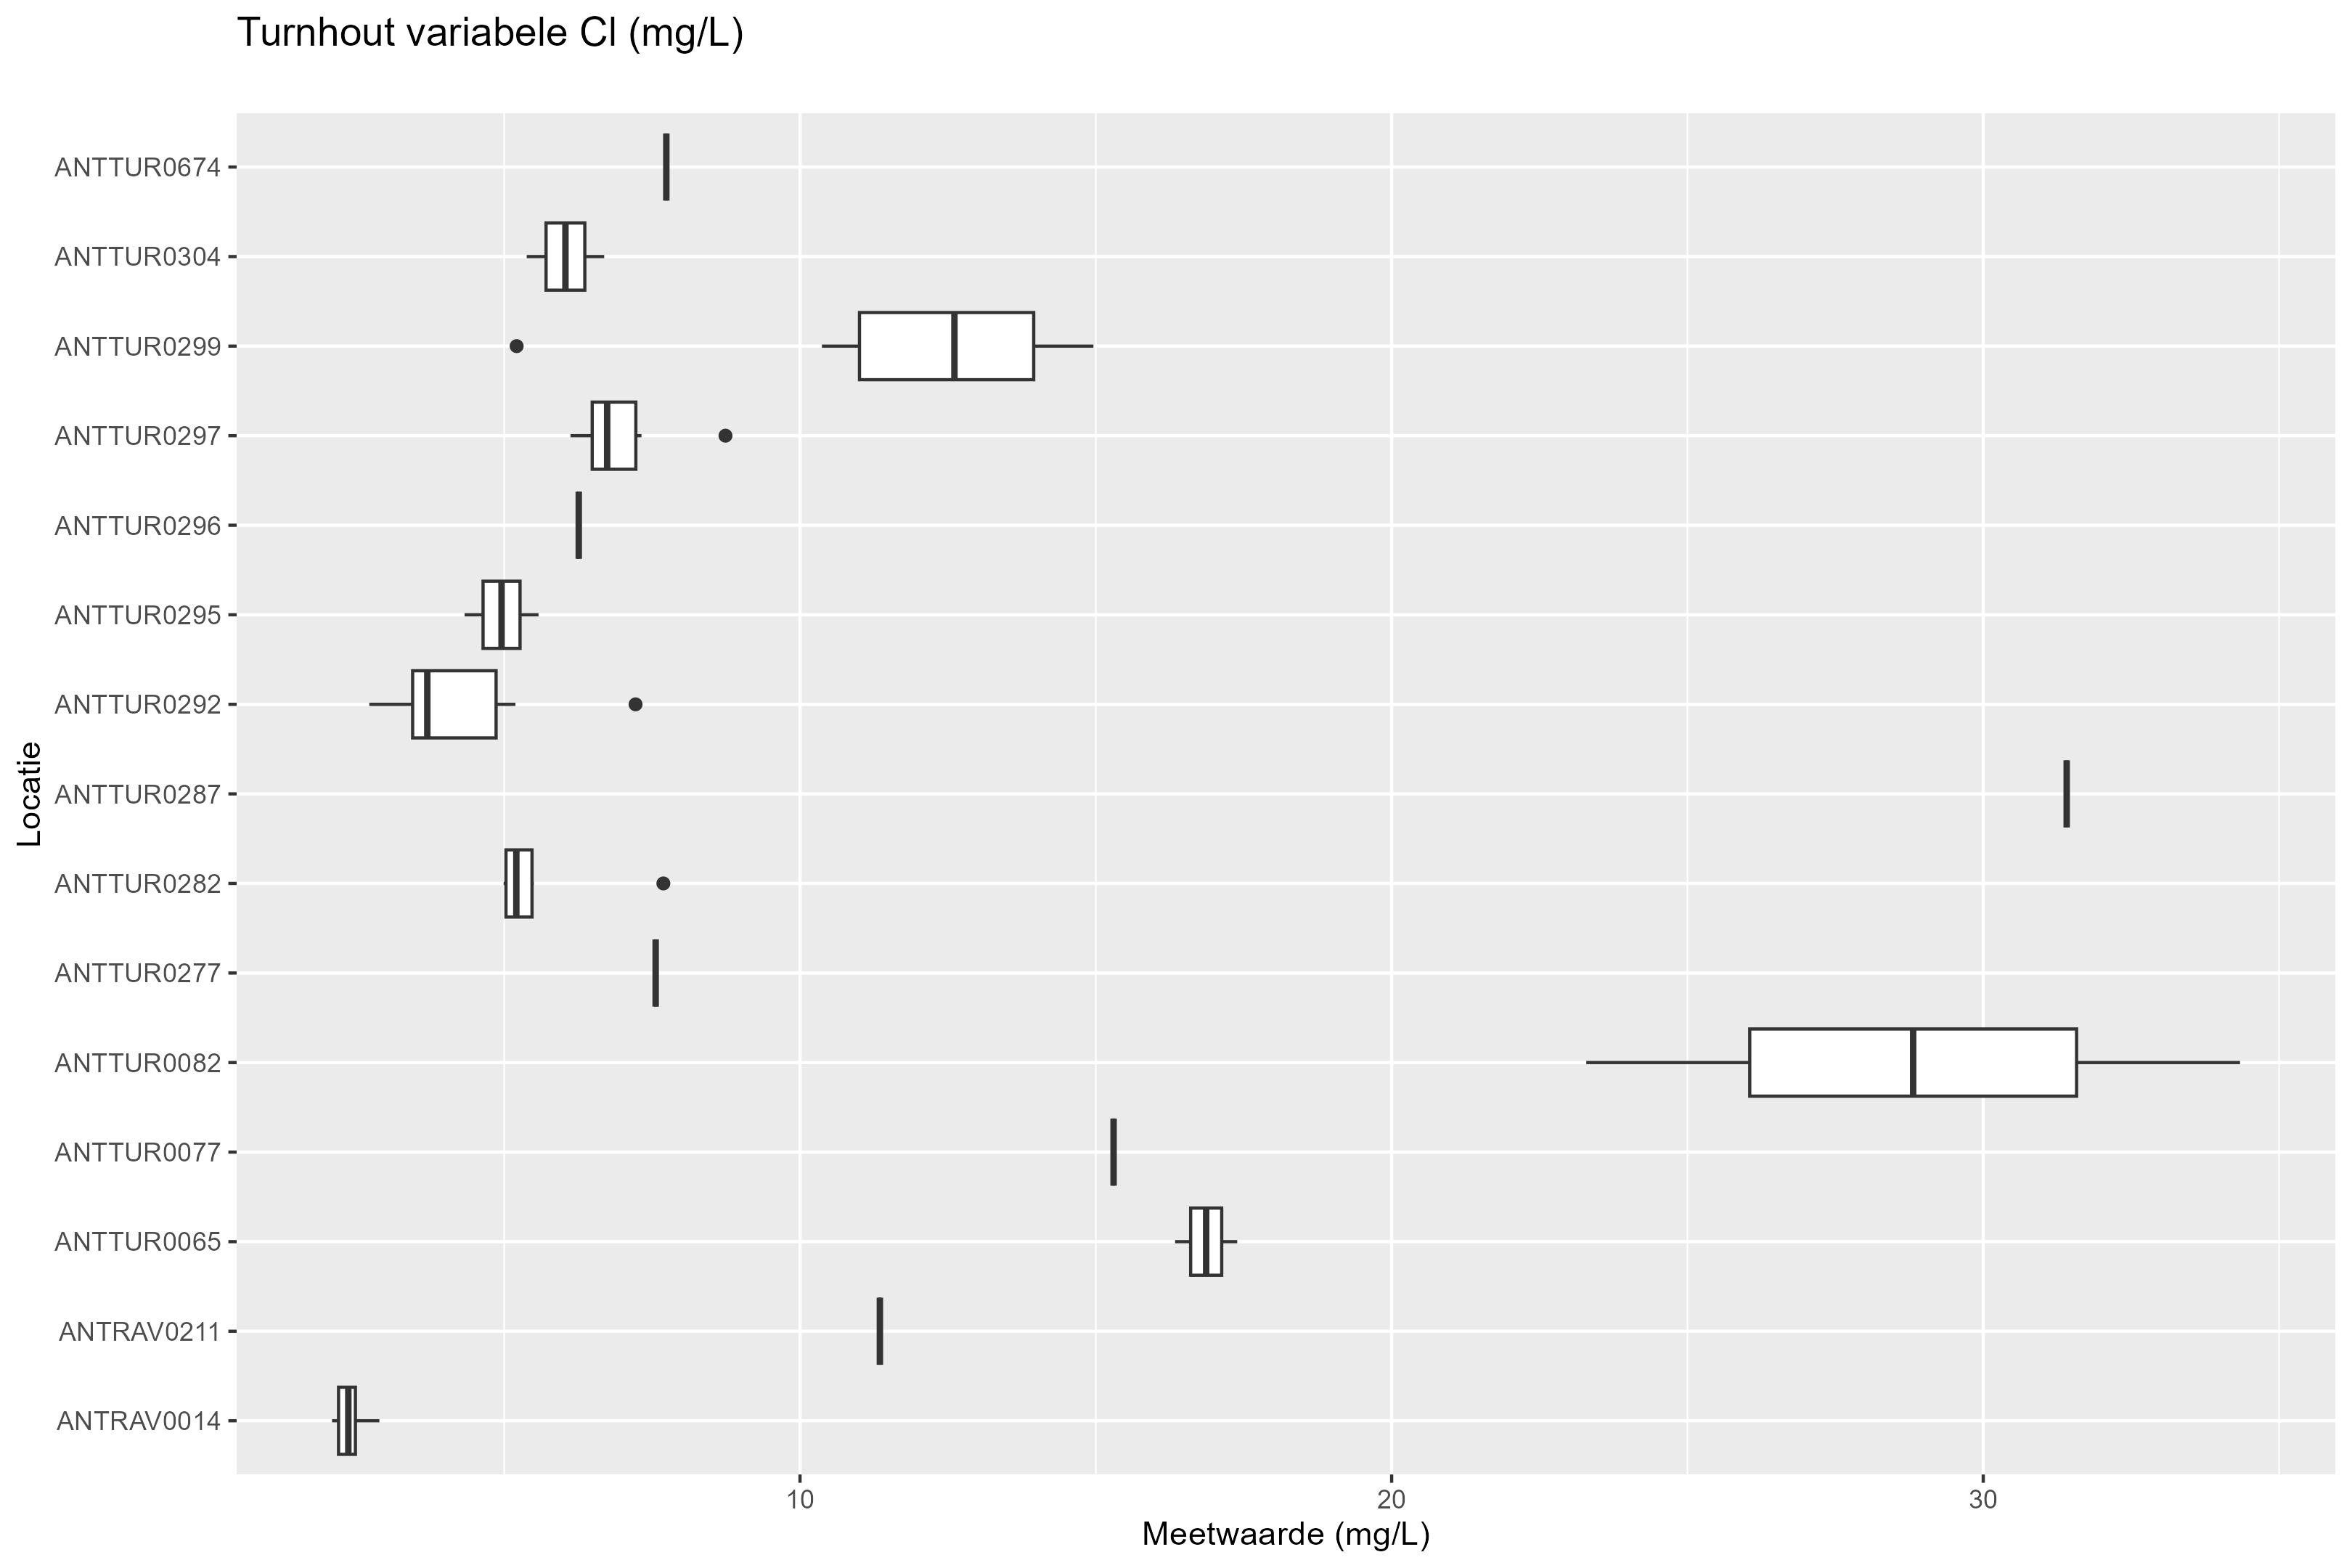 Turnhout variabele Cl (mg/L)
Locatie
ANTTUR0674
ANTTUR0304
ANTTUR0299
ANTTUR0297
ANTTUR0296
ANTTUR0295
ANTTUR0292
ANTTUR0287
ANTTUR0282
ANTTUR0277
ANTTUR0082
ANTTUR0077
ANTTUR0065
ANTRAV0211
ANTRAV0014
10 20 30
Meetwaarde (mg/L)